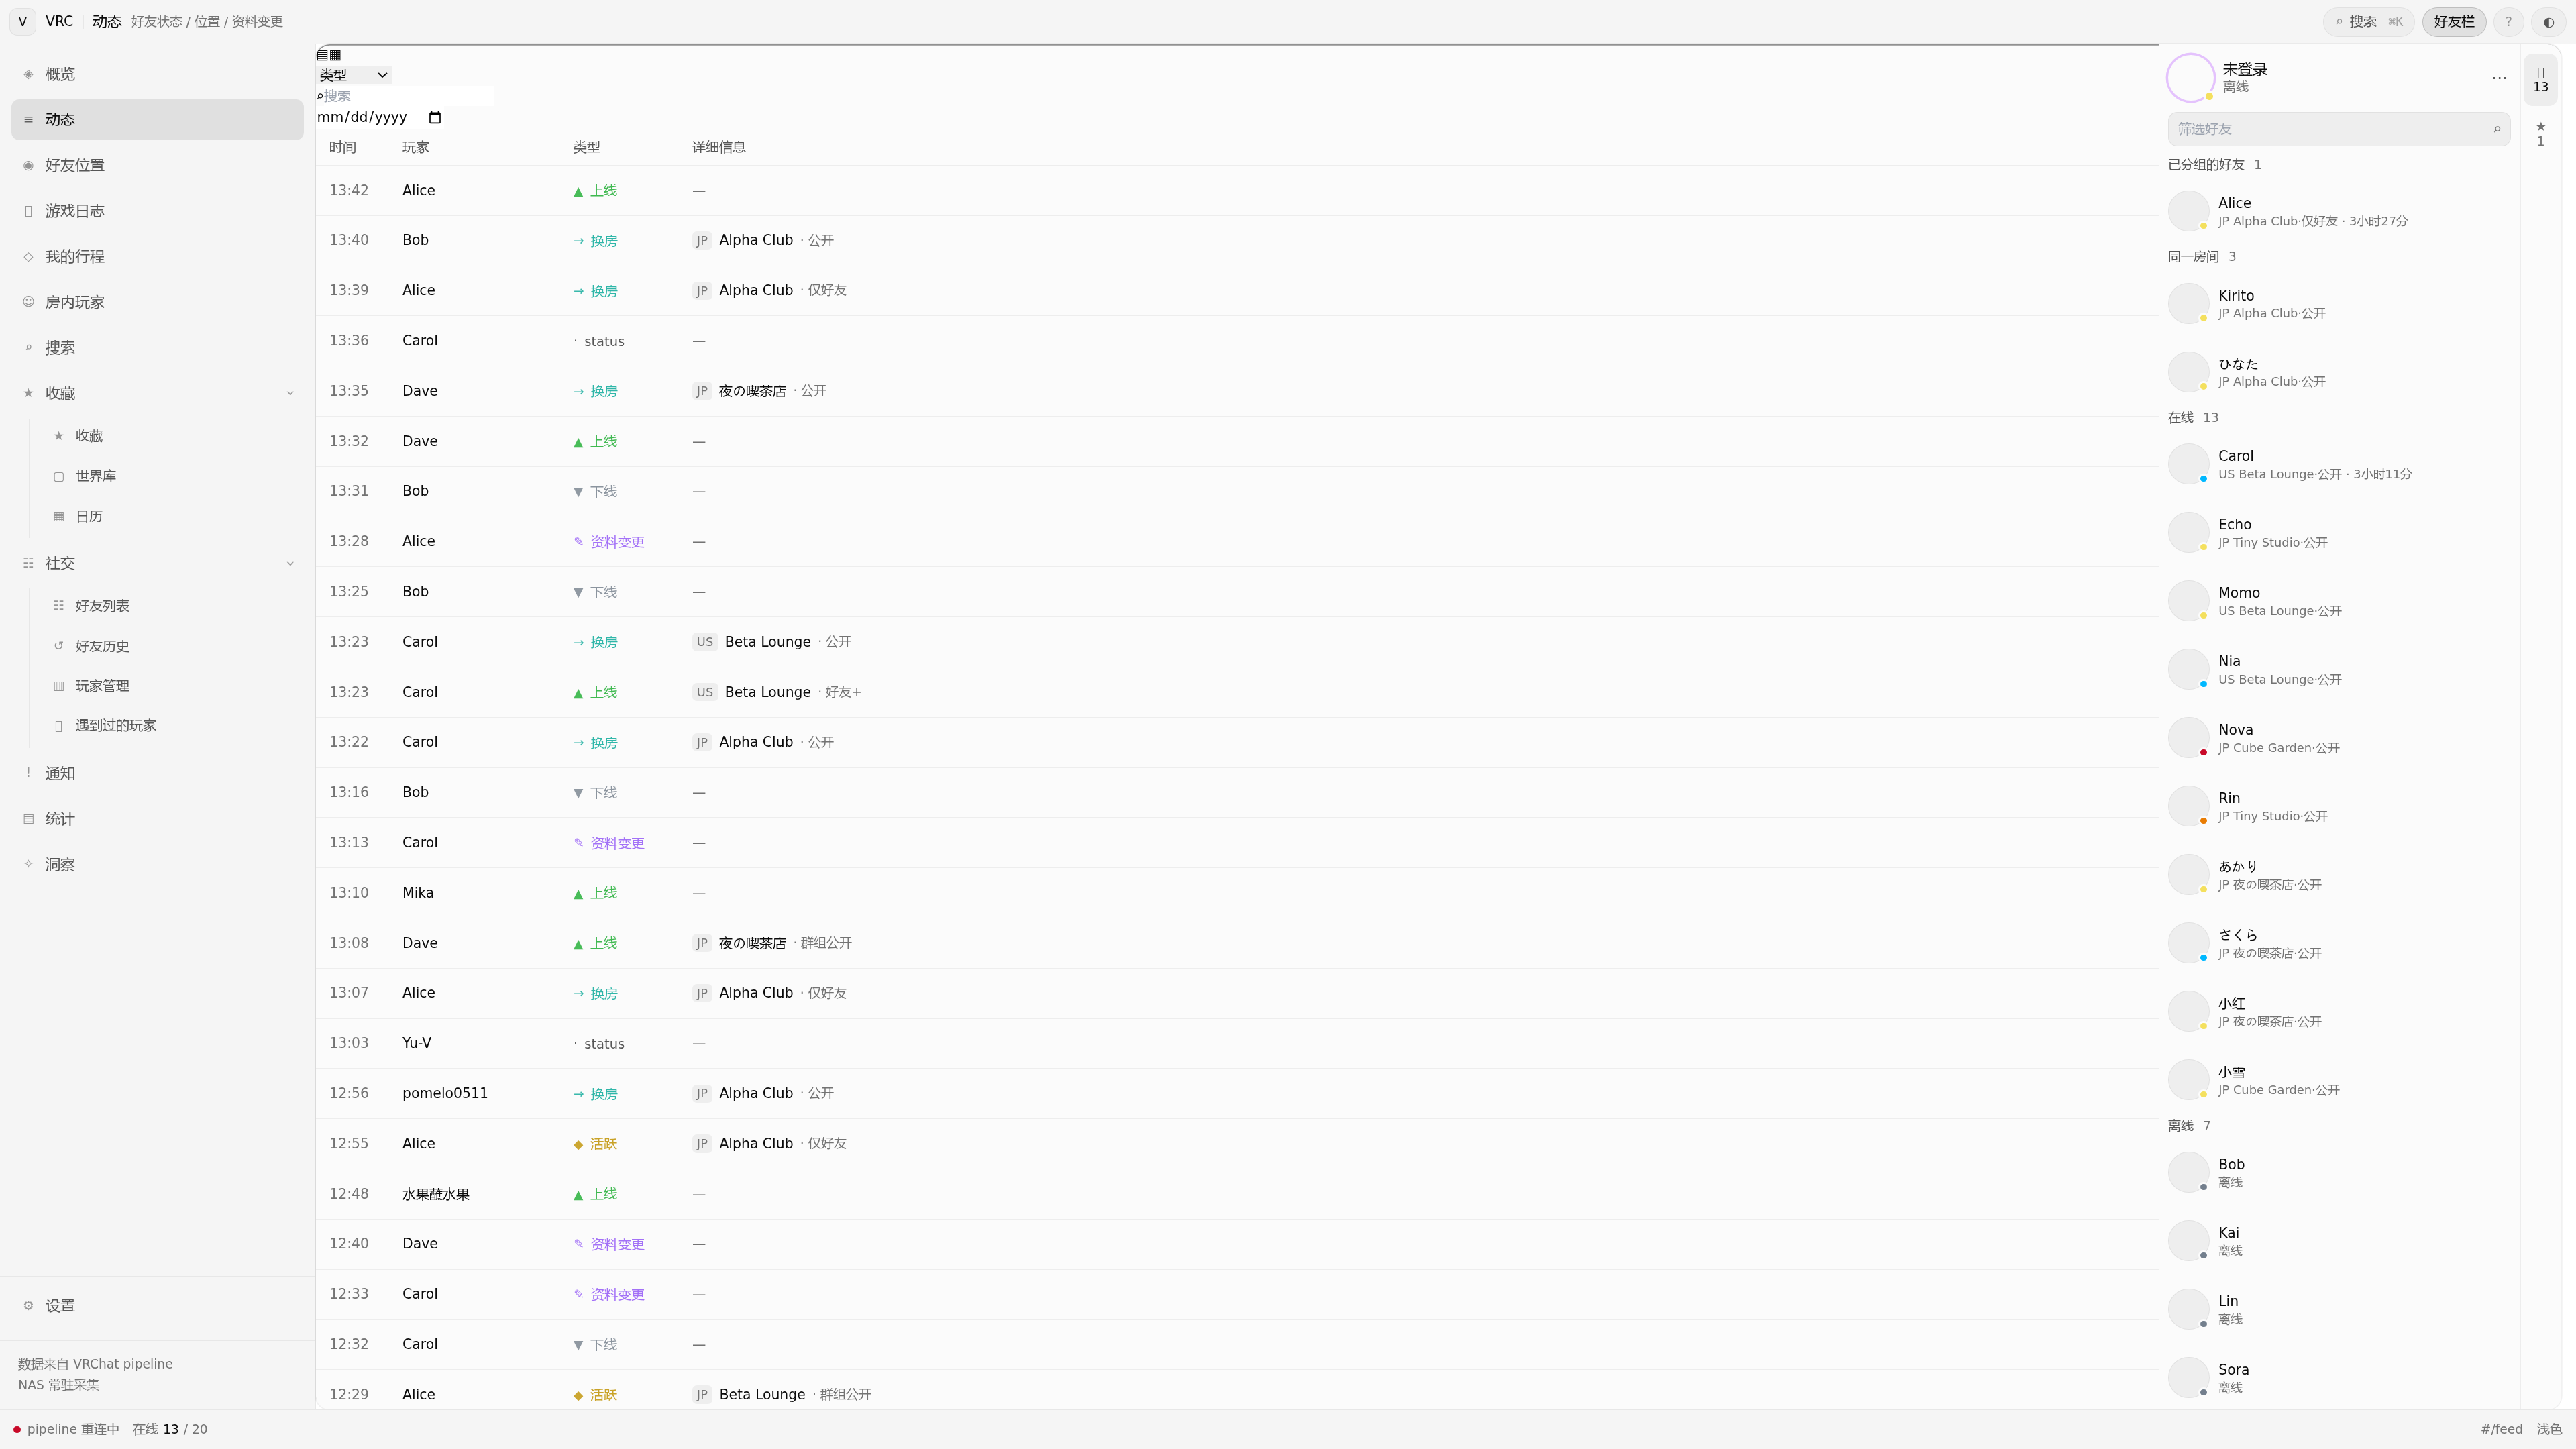 V VRC 动态 好友状态 / 位置 / 资料变更
搜索 ⌘K 好友栏 ?
概览
动态
好友位置
游戏日志
我的行程
房内玩家
搜索
收藏
收藏
世界库
日历
社交
好友列表
好友历史
玩家管理
遇到过的玩家
通知
统计
洞察
设置
数据来自 VRChat pipeline
NAS 常驻采集
类型
搜索
mm/dd/yyyy
时间 玩家 类型 详细信息
13:42 Alice ▲ 上线 —
13:40 Bob → 换房 JP Alpha Club · 公开
13:39 Alice → 换房 JP Alpha Club · 仅好友
13:36 Carol · status —
13:35 Dave → 换房 JP 夜の喫茶店 · 公开
13:32 Dave ▲ 上线 —
13:31 Bob ▼ 下线 —
13:28 Alice ✎ 资料变更 —
13:25 Bob ▼ 下线 —
13:23 Carol → 换房 US Beta Lounge · 公开
13:23 Carol ▲ 上线 US Beta Lounge · 好友+
13:22 Carol → 换房 JP Alpha Club · 公开
13:16 Bob ▼ 下线 —
13:13 Carol ✎ 资料变更 —
13:10 Mika ▲ 上线 —
13:08 Dave ▲ 上线 JP 夜の喫茶店 · 群组公开
13:07 Alice → 换房 JP Alpha Club · 仅好友
13:03 Yu-V · status —
12:56 pomelo0511 → 换房 JP Alpha Club · 公开
12:55 Alice ◆ 活跃 JP Alpha Club · 仅好友
12:48 水果蘸水果 ▲ 上线 —
12:40 Dave ✎ 资料变更 —
12:33 Carol ✎ 资料变更 —
12:32 Carol ▼ 下线 —
12:29 Alice ◆ 活跃 JP Beta Lounge · 群组公开
未登录 ···
离线
筛选好友
已分组的好友 1
Alice
JP Alpha Club·仅好友 · 3小时27分
同一房间 3
Kirito
JP Alpha Club·公开
ひなた
JP Alpha Club·公开
在线 13
Carol
US Beta Lounge·公开 · 3小时11分
Echo
JP Tiny Studio·公开
Momo
US Beta Lounge·公开
Nia
US Beta Lounge·公开
Nova
JP Cube Garden·公开
Rin
JP Tiny Studio·公开
あかり
JP 夜の喫茶店·公开
さくら
JP 夜の喫茶店·公开
小红
JP 夜の喫茶店·公开
小雪
JP Cube Garden·公开
离线 7
Bob
离线
Kai
离线
Lin
离线
Sora
离线
13
★
1
pipeline 重连中 在线 13 / 20
#/feed 浅色